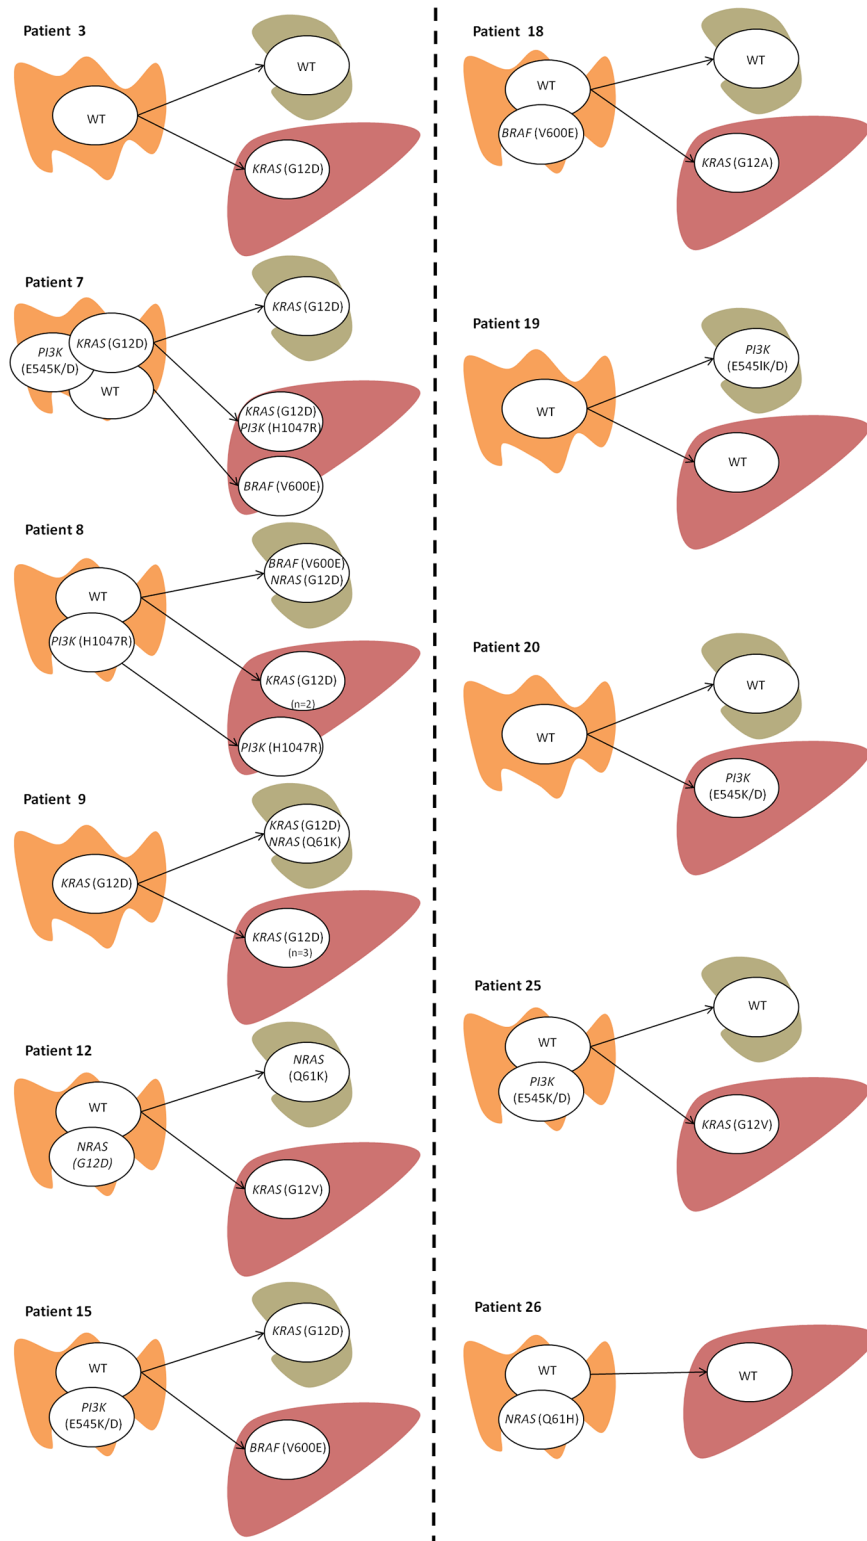 Patient 3
WT
WT
KRAS (G12D)
Patient 7
KRAS (G12D)
PI3K
(E545K/D)
KRAS (G12D)
WT
KRAS (G12D)
PI3K (H1047R)
BRAF (V600E)
Patient 8
BRAF (V600E)
NRAS (G12D)
WT
PI3K (H1047R)
KRAS (G12D)
(n=2)
PI3K (H1047R)
Patient 9
KRAS (G12D)
NRAS (Q61K)
KRAS (G12D)
KRAS (G12D)
(n=3)
Patient 12
NRAS
(Q61K)
WT
NRAS
(G12D)
KRAS (G12V)
Patient 15
KRAS (G12D)
WT
PI3K
(E545K/D)
BRAF (V600E)
Patient 18
WT
WT
BRAF (V600E)
KRAS (G12A)
Patient 19
PI3K
(E545IK/D)
WT
WT
Patient 20
WT
WT
PI3K
(E545K/D)
Patient 25
WT
WT
PI3K
(E545K/D)
KRAS (G12V)
Patient 26
WT
WT
NRAS (Q61H)